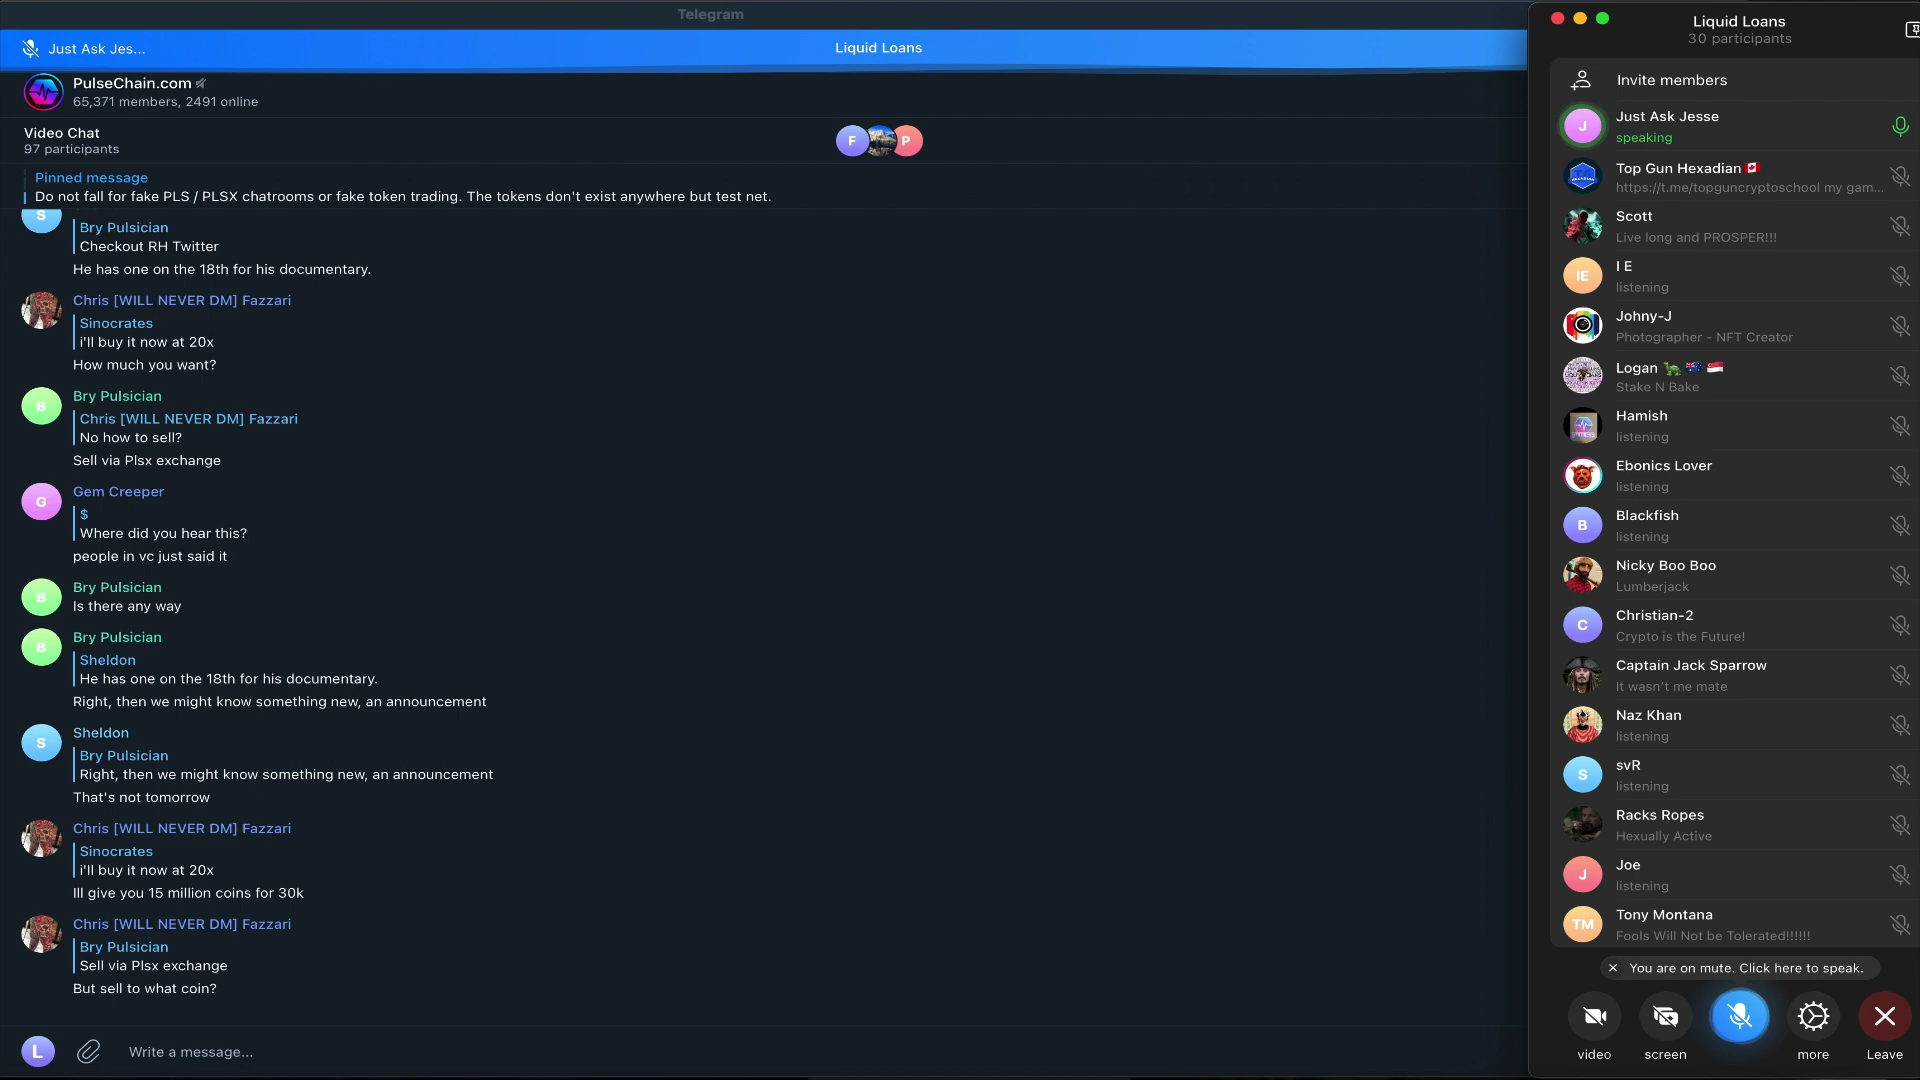 Telegram
Just Ask Jes...
Liquid Loans
PulseChain.com
65,371 members, 2491 online
Video Chat
97 participants
F
P
Pinned message
Do not fall for fake PLS / PLSX chatrooms or fake token trading. The tokens don't exist anywhere but test net.
S
Bry Pulsician
Checkout RH Twitter
He has one on the 18th for his documentary.
Chris [WILL NEVER DM] Fazzari
Sinocrates
i'll buy it now at 20x
How much you want?
B
Bry Pulsician
Chris [WILL NEVER DM] Fazzari
No how to sell?
Sell via Plsx exchange
G
Gem Creeper
$
Where did you hear this?
people in vc just said it
B
Bry Pulsician
Is there any way
B
Bry Pulsician
Sheldon
He has one on the 18th for his documentary.
Right, then we might know something new, an announcement
S
Sheldon
Bry Pulsician
Right, then we might know something new, an announcement
That's not tomorrow
Chris [WILL NEVER DM] Fazzari
Sinocrates
i'll buy it now at 20x
Ill give you 15 million coins for 30k
Chris [WILL NEVER DM] Fazzari
Bry Pulsician
Sell via Plsx exchange
But sell to what coin?
L
Write a message...
Liquid Loans
30 participants
Invite members
J
Just Ask Jesse
speaking
Top Gun Hexadian
https://t.me/topguncryptoschool my gam...
Scott
Live long and PROSPER!!!
IE
I E
listening
Johny-J
Photographer - NFT Creator
Logan
Stake N Bake
Hamish
listening
Ebonics Lover
listening
B
Blackfish
listening
Nicky Boo Boo
Lumberjack
C
Christian-2
Crypto is the Future!
Captain Jack Sparrow
It wasn't me mate
Naz Khan
listening
S
svR
listening
Racks Ropes
Hexually Active
J
Joe
listening
TM
Tony Montana
Fools Will Not be Tolerated!!!!!!
You are on mute. Click here to speak.
video
screen
more
Leave